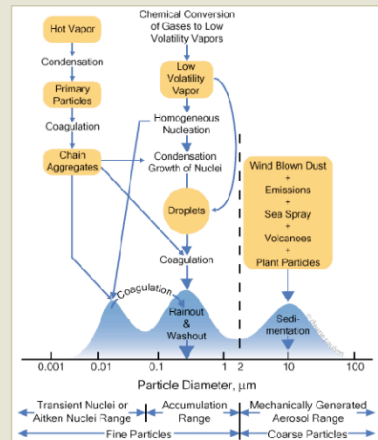 Hot Vapor
Condensation
Primary
Particles
Coagulation
Chain
Aggregates
Chemical Conversion
of Gases to Low
Volatility Vapors
Low
Volatility
Vapor
Homogeneous
Nucleation
Condensation
Growth of Nuclei
Droplets
Coagulation
Wind Blown Dust
+
Emissions
+
Sea Spray
+
Volcanoes
+
Plant Particles
Coagulation
Rainout
&
Washout
Sedi-
mentation
0.001 0.01 0.1 1 2 10 100
Particle Diameter, µm
Transient Nuclei or
Aitken Nuclei Range
Accumulation
Range
Mechanically Generated
Aerosol Range
Fine Particles
Coarse Particles